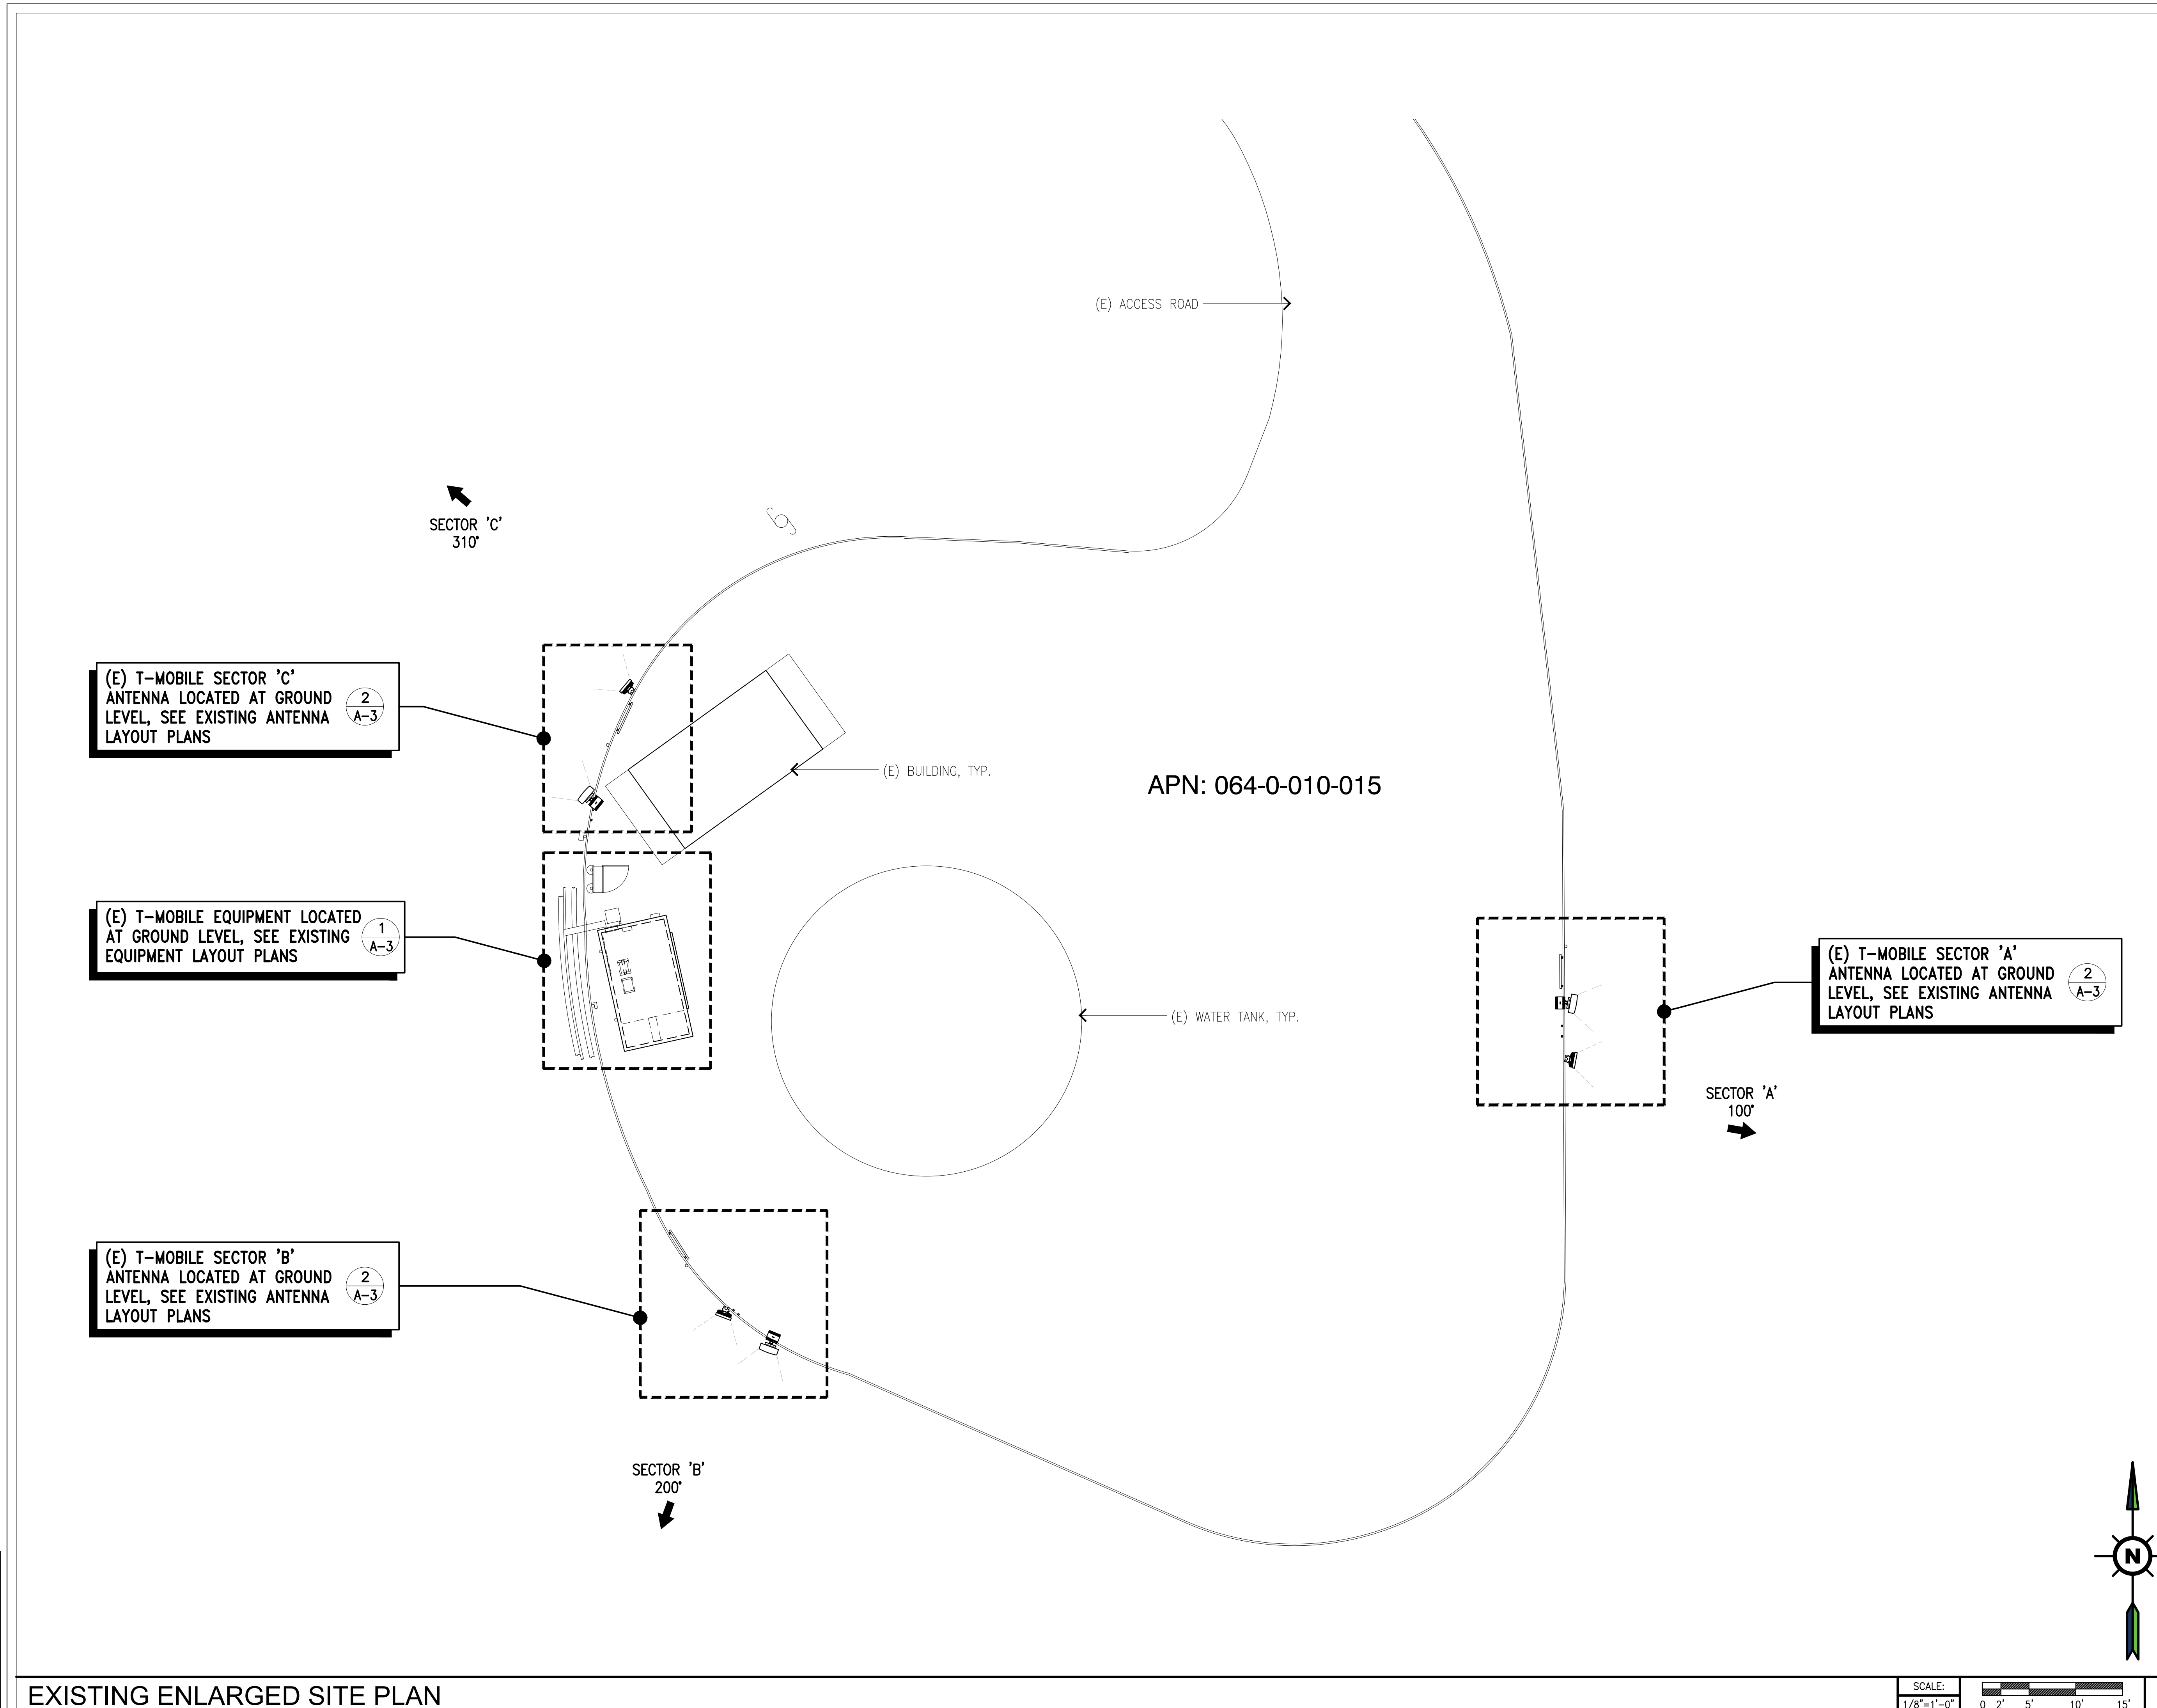 (E) ACCESS ROAD
SECTOR 'C'
310°
(E) T-MOBILE SECTOR 'C'
ANTENNA LOCATED AT GROUND
LEVEL, SEE EXISTING ANTENNA
LAYOUT PLANS
2
A-3
(E) BUILDING, TYP.
APN: 064-0-010-015
(E) T-MOBILE EQUIPMENT LOCATED
AT GROUND LEVEL, SEE EXISTING
EQUIPMENT LAYOUT PLANS
1
A-3
(E) WATER TANK, TYP.
(E) T-MOBILE SECTOR 'A'
ANTENNA LOCATED AT GROUND
LEVEL, SEE EXISTING ANTENNA
LAYOUT PLANS
2
A-3
SECTOR 'A'
100°
(E) T-MOBILE SECTOR 'B'
ANTENNA LOCATED AT GROUND
LEVEL, SEE EXISTING ANTENNA
LAYOUT PLANS
2
A-3
SECTOR 'B'
200°
N
EXISTING ENLARGED SITE PLAN
SCALE:
1/8"=1'-0"
0 2' 5' 10' 15'